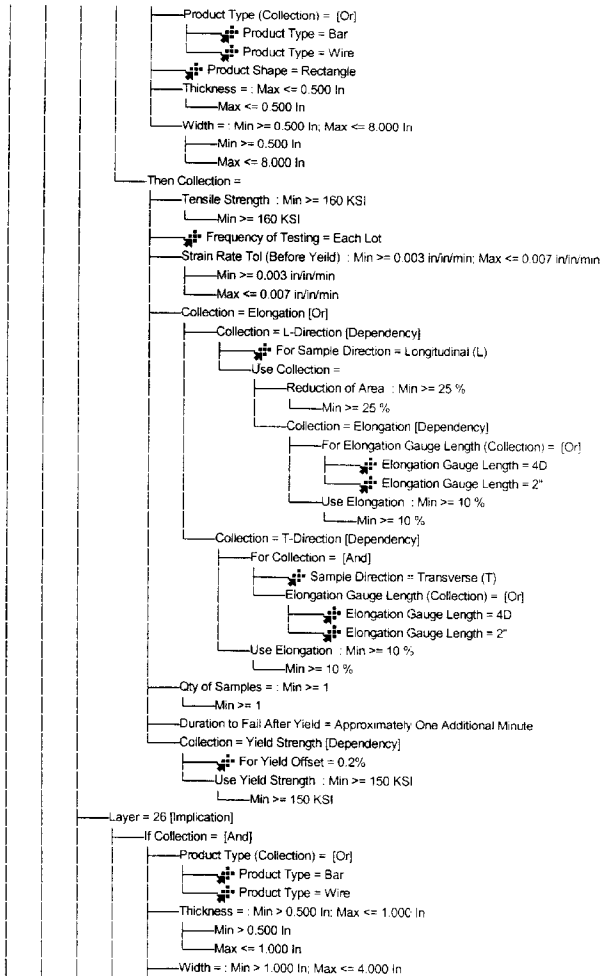 Product Type (Collection) = [Or]
Product Type = Bar
Product Type = Wire
Product Shape = Rectangle
Thickness = : Max <= 0.500 In
Max <= 0.500 In
Width = : Min >= 0.500 In; Max <= 8.000 In
Min >= 0.500 In
Max <= 8.000 In
Then Collection =
Tensile Strength : Min >= 160 KSI
Min >= 160 KSI
Frequency of Testing = Each Lot
Strain Rate Tol (Before Yeild) : Min >= 0.003 in/in/min; Max <= 0.007 in/in/min
Min >= 0.003 in/in/min
Max <= 0.007 in/in/min
Collection = Elongation [Or]
Collection = L-Direction [Dependency]
For Sample Direction = Longitudinal (L)
Use Collection =
Reduction of Area : Min >= 25 %
Min >= 25 %
Collection = Elongation [Dependency]
For Elongation Gauge Length (Collection) = [Or]
Elongation Gauge Length = 4D
Elongation Gauge Length = 2"
Use Elongation : Min >= 10 %
Min >= 10 %
Collection = T-Direction [Dependency]
For Collection = [And]
Sample Direction = Transverse (T)
Elongation Gauge Length (Collection) = [Or]
Elongation Gauge Length = 4D
Elongation Gauge Length = 2"
Use Elongation : Min >= 10 %
Min >= 10 %
Qty of Samples = : Min >= 1
Min >= 1
Duration to Fail After Yield = Approximately One Additional Minute
Collection = Yield Strength [Dependency]
For Yield Offset = 0.2%
Use Yield Strength : Min >= 150 KSI
Min >= 150 KSI
Layer = 26 [Implication]
If Collection = [And]
Product Type (Collection) = [Or]
Product Type = Bar
Product Type = Wire
Thickness = : Min > 0.500 In; Max <= 1.000 In
Min > 0.500 In
Max <= 1.000 In
Width = : Min > 1.000 In; Max <= 4.000 In